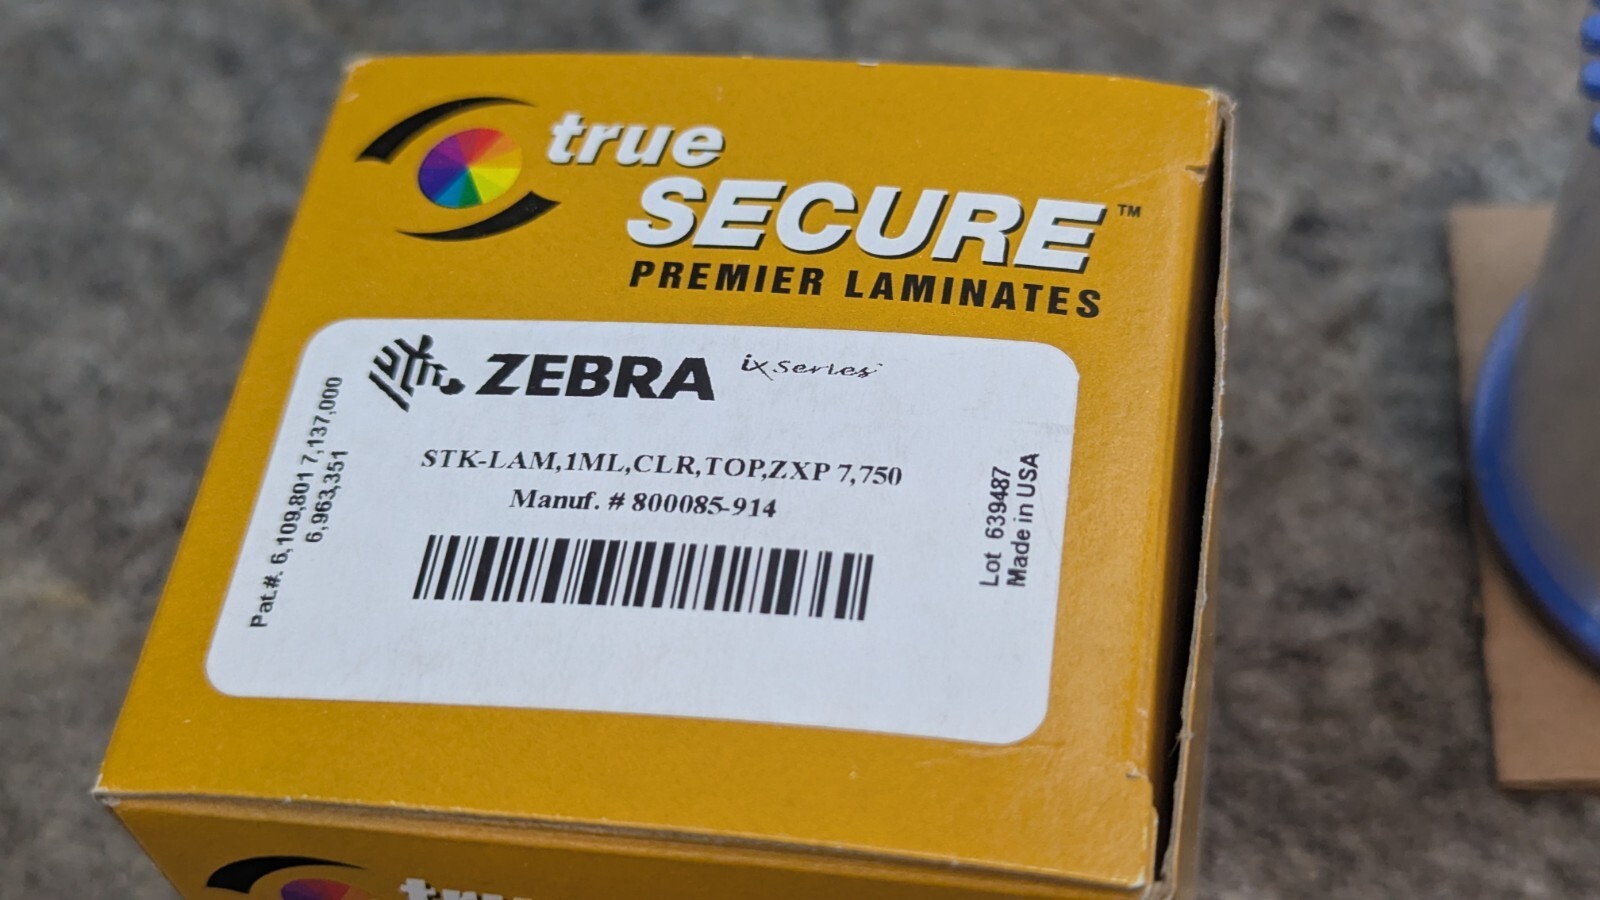 true
SECURE™
PREMIER LAMINATES
ZEBRA ix series™
STK-LAM,1ML,CLR,TOP,ZXP 7,750
Manuf. # 800085-914
Pat.#. 6,109,801 7,137,000
6,963,351
Lot 639487
Made in USA